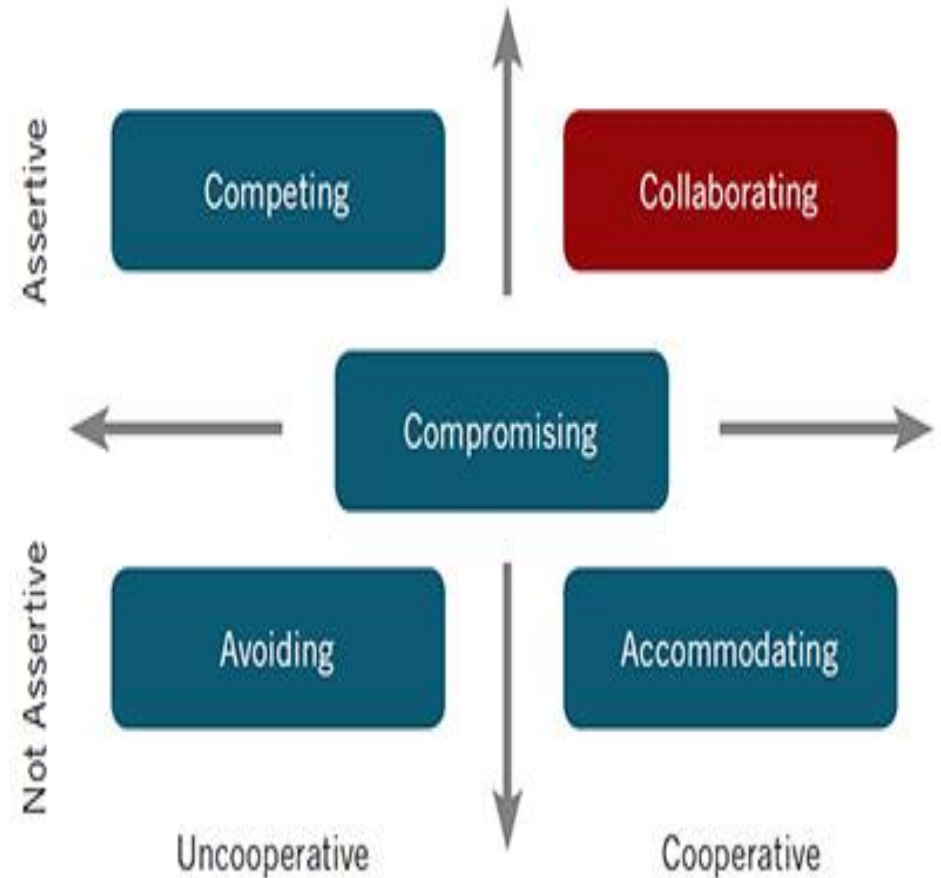 Assertive
Competing
Collaborating
Compromising
Not Assertive
Avoiding
Accommodating
Uncooperative
Cooperative